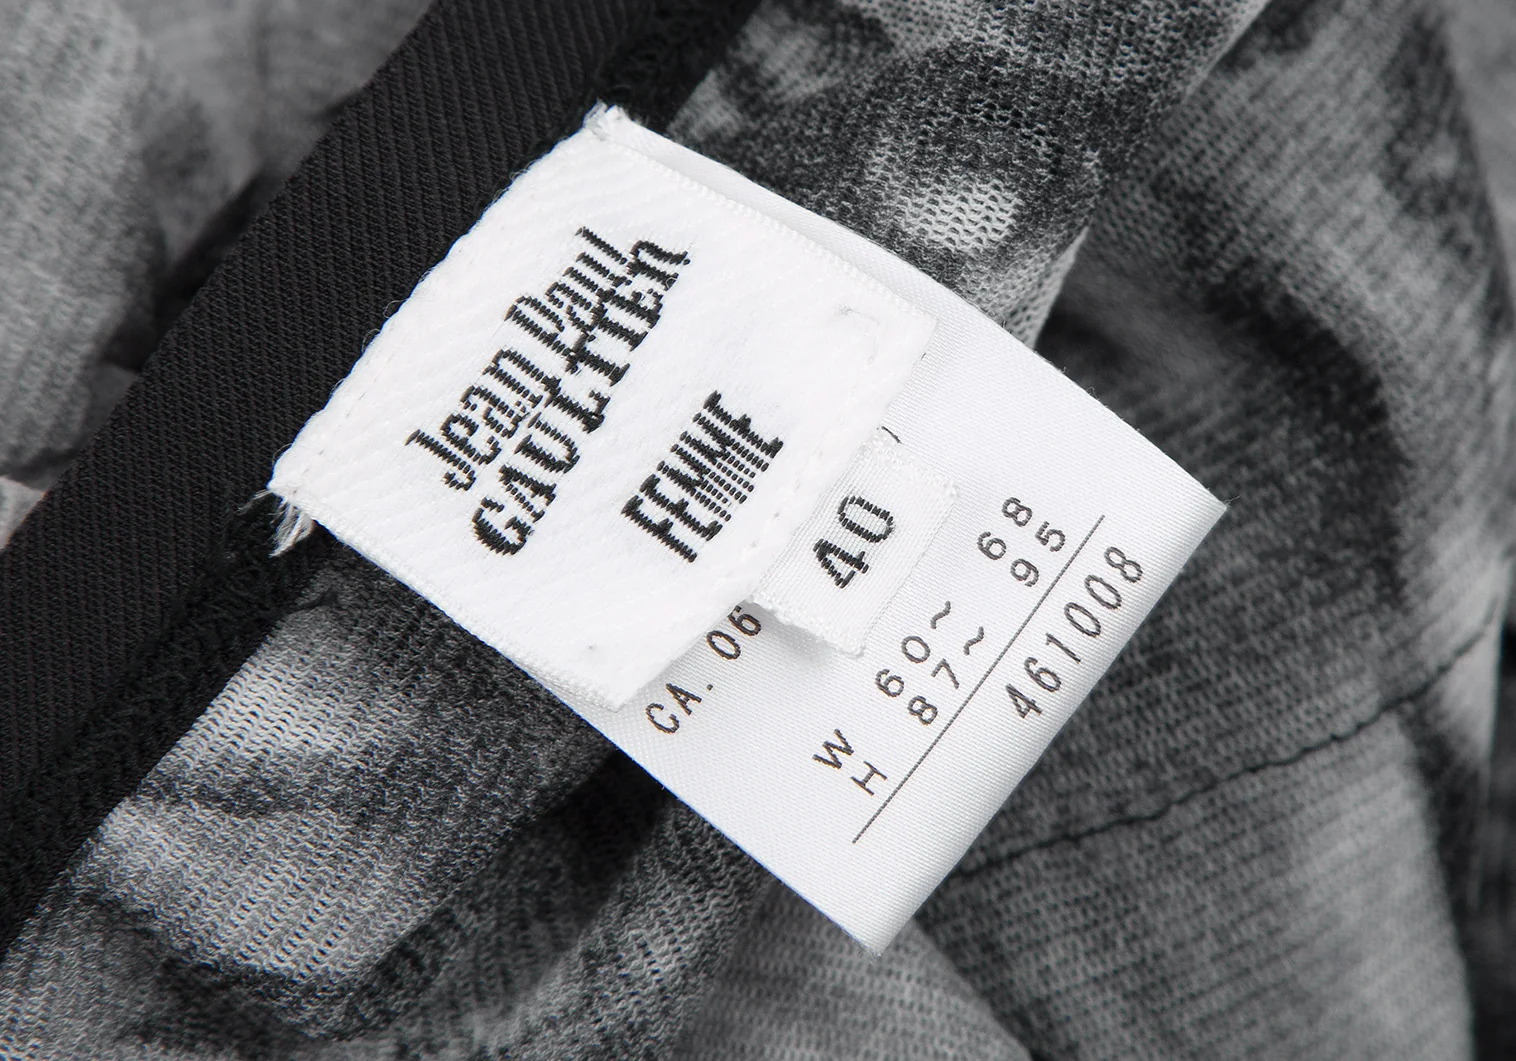 Jean Paul
GAULTIER
FEMME
40
CA. 06
W 60~68
H 87~95
461008